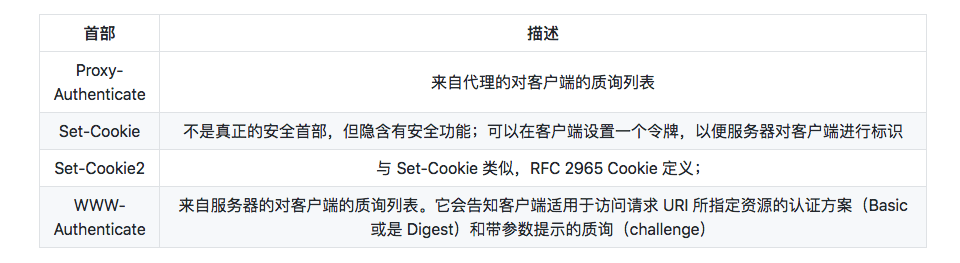 首部 描述
Proxy-
Authenticate
来自代理的对客户端的质询列表
Set-Cookie 不是真正的安全首部，但隐含有安全功能；可以在客户端设置一个令牌，以便服务器对客户端进行标识
Set-Cookie2 与 Set-Cookie 类似，RFC 2965 Cookie 定义；
WWW-
Authenticate
来自服务器的对客户端的质询列表。它会告知客户端适用于访问请求 URI 所指定资源的认证方案（Basic
或是 Digest）和带参数提示的质询（challenge）